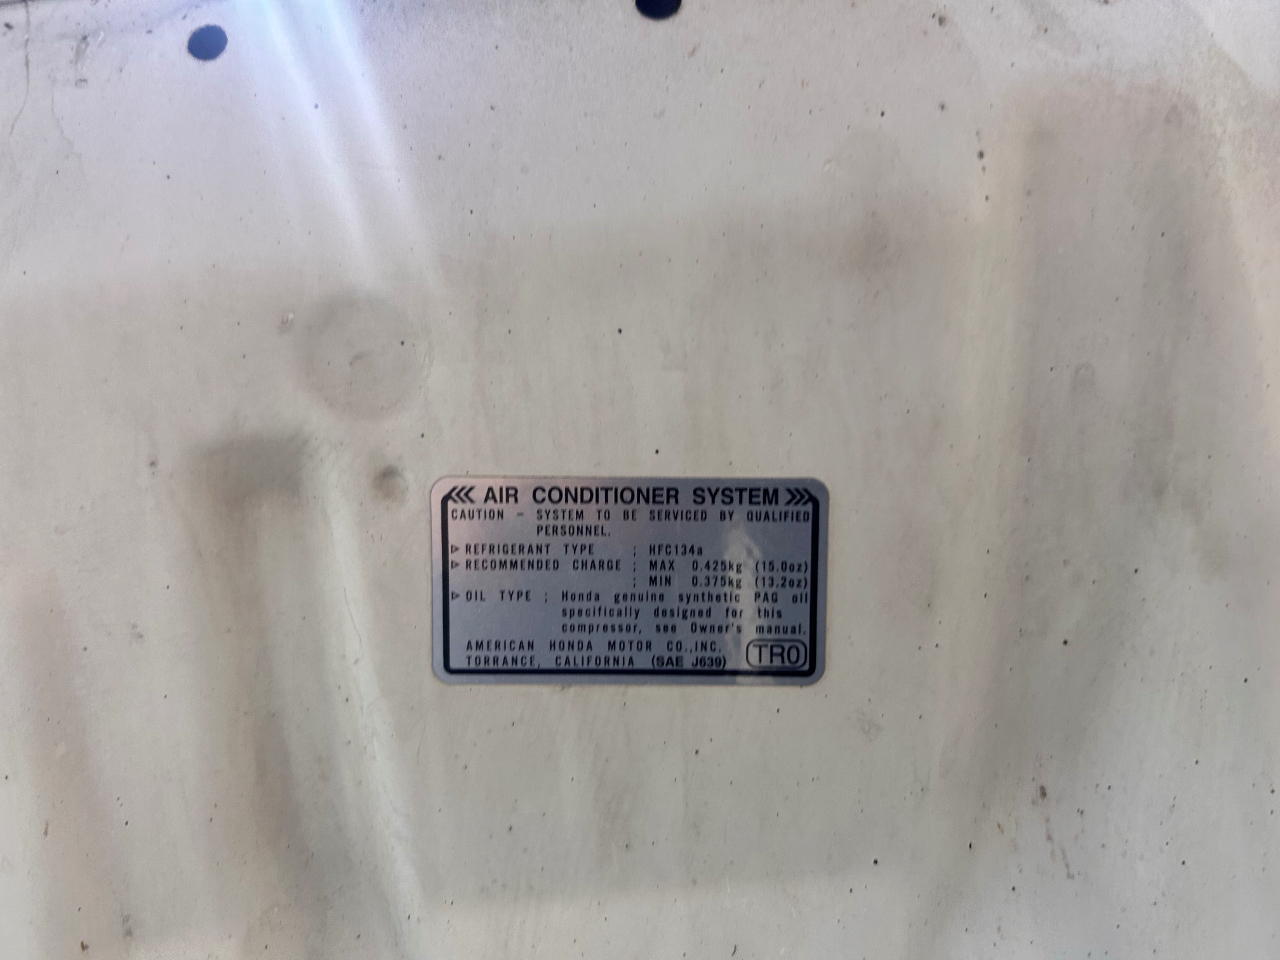 AIR CONDITIONER SYSTEM
CAUTION - SYSTEM TO BE SERVICED BY QUALIFIED
PERSONNEL.
REFRIGERANT TYPE : HFC134a
RECOMMENDED CHARGE : MAX 0.425kg (15.0oz)
: MIN 0.375kg (13.2oz)
OIL TYPE : Honda genuine synthetic PAG oil
specifically designed for this
compressor, see Owner's manual.
AMERICAN HONDA MOTOR CO.,INC.
TORRANCE, CALIFORNIA (SAE J639) TR0